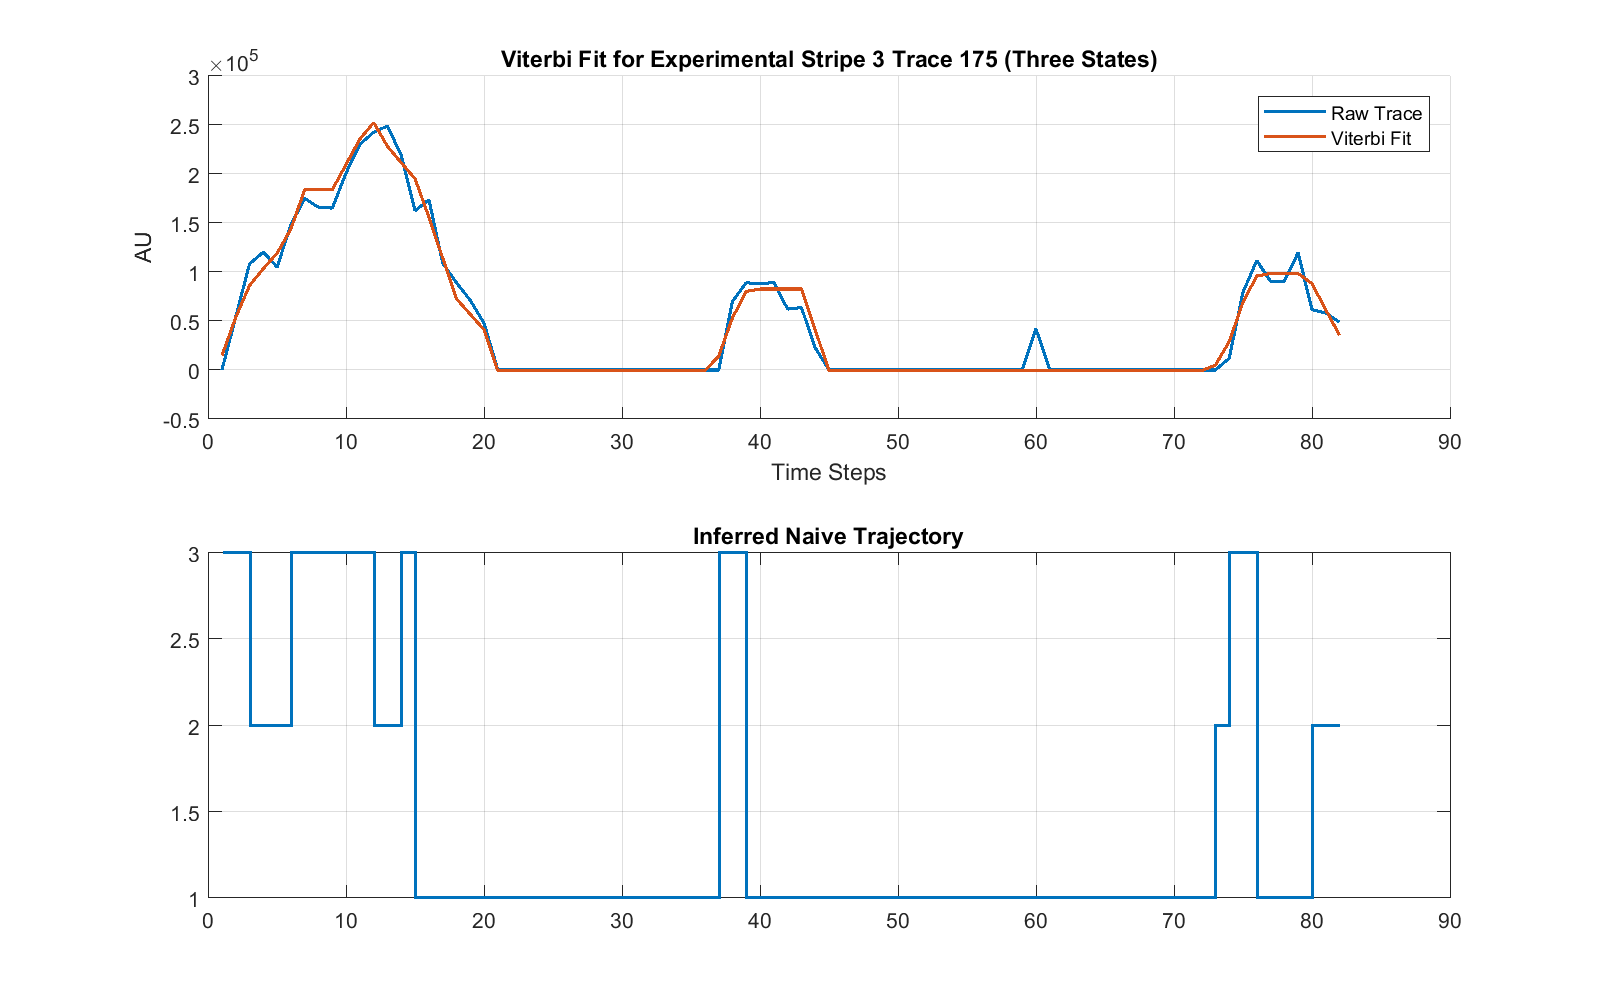 Viterbi Fit for Experimental Stripe 3 Trace 175 (Three States)
×10^5
3
2.5
2
1.5
1
0.5
0
-0.5
AU
Raw Trace
Viterbi Fit
0 10 20 30 40 50 60 70 80 90
Time Steps
Inferred Naive Trajectory
3
2.5
2
1.5
1
0 10 20 30 40 50 60 70 80 90